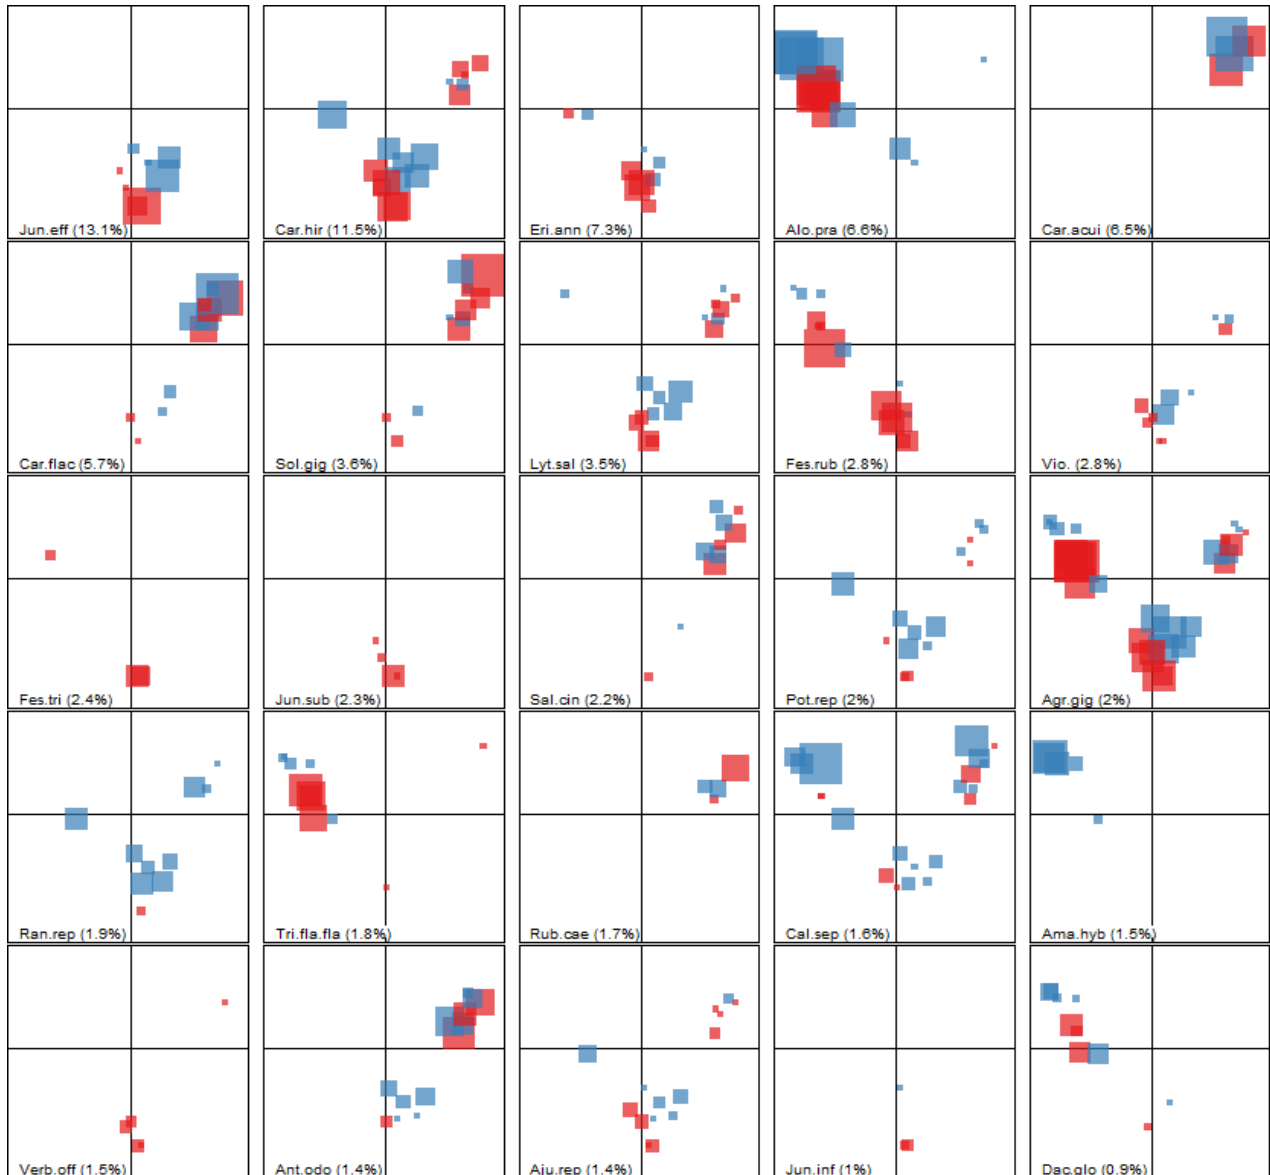 Jun.eff (13.1%)
Car.hir (11.5%)
Eri.ann (7.3%)
Alo.pra (6.6%)
Car.acui (6.5%)
Car.flac (5.7%)
Sol.gig (3.6%)
Lyt.sal (3.5%)
Fes.rub (2.8%)
Vio. (2.8%)
Fes.tri (2.4%)
Jun.sub (2.3%)
Sal.cin (2.2%)
Pot.rep (2%)
Agr.gig (2%)
Ran.rep (1.9%)
Tri.fla.fla (1.8%)
Rub.cae (1.7%)
Cal.sep (1.6%)
Ama.hyb (1.5%)
Verb.off (1.5%)
Ant.odo (1.4%)
Aju.rep (1.4%)
Jun.inf (1%)
Dac.glo (0.9%)